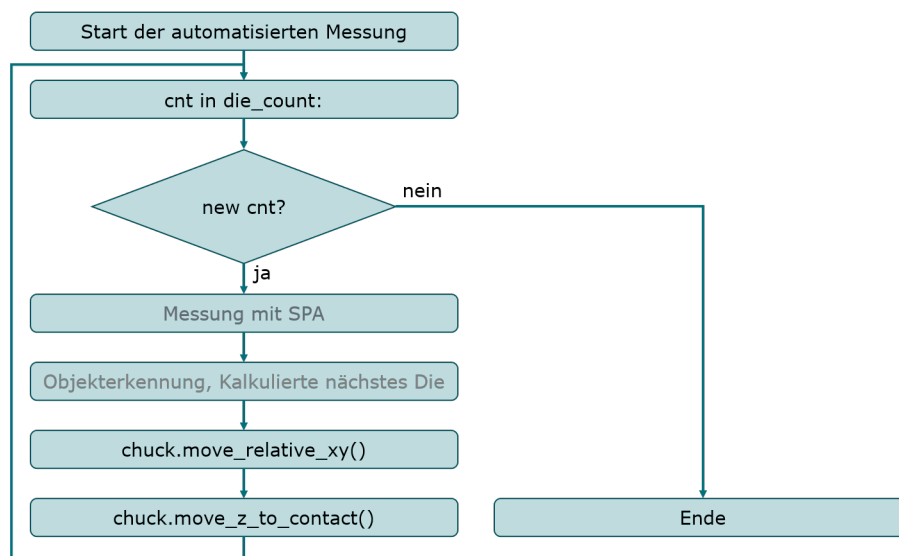 Start der automatisierten Messung
cnt in die_count:
new cnt?
nein
ja
Messung mit SPA
Objekterkennung, Kalkulierte nächstes Die
chuck.move_relative_xy()
chuck.move_z_to_contact()
Ende